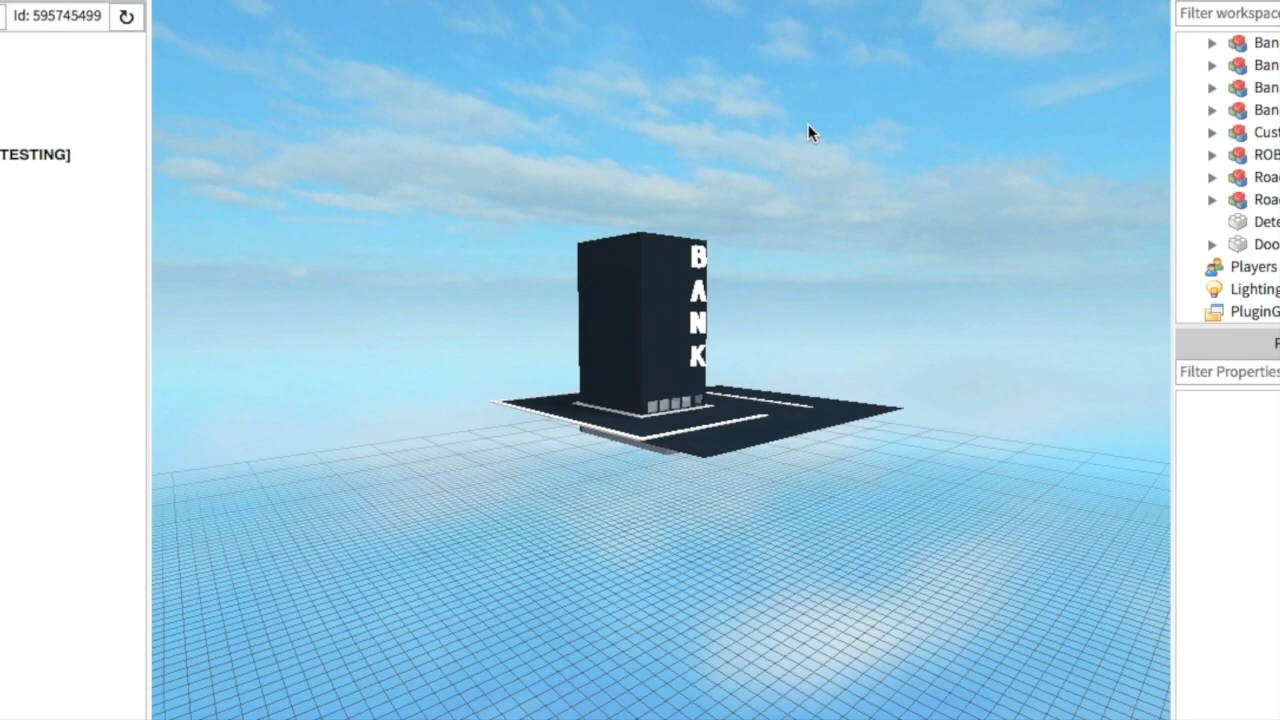 Id: 595745499
TESTING]
B
A
N
K
Filter workspace
Ban
Ban
Ban
Ban
Cust
ROB
Road
Road
Dete
Doo
Players
Lighting
PluginG
P
Filter Properties